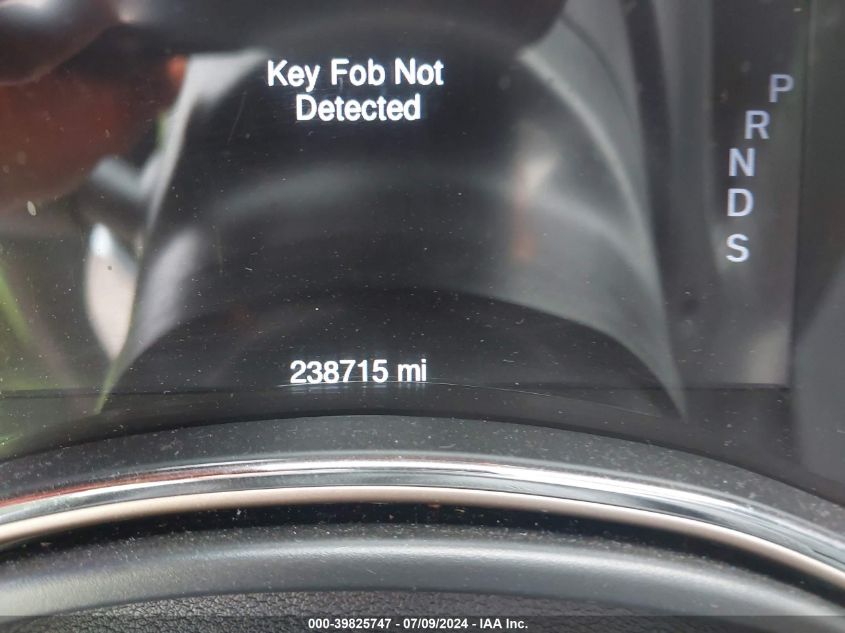 Key Fob Not
Detected
P
R
N
D
S
238715 mi
000-39825747 - 07/09/2024 - IAA Inc.